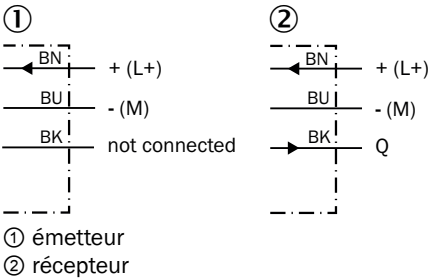 ① ②
BN + (L+) BN + (L+)
BU - (M) BU - (M)
BK not connected BK Q
① émetteur
② récepteur